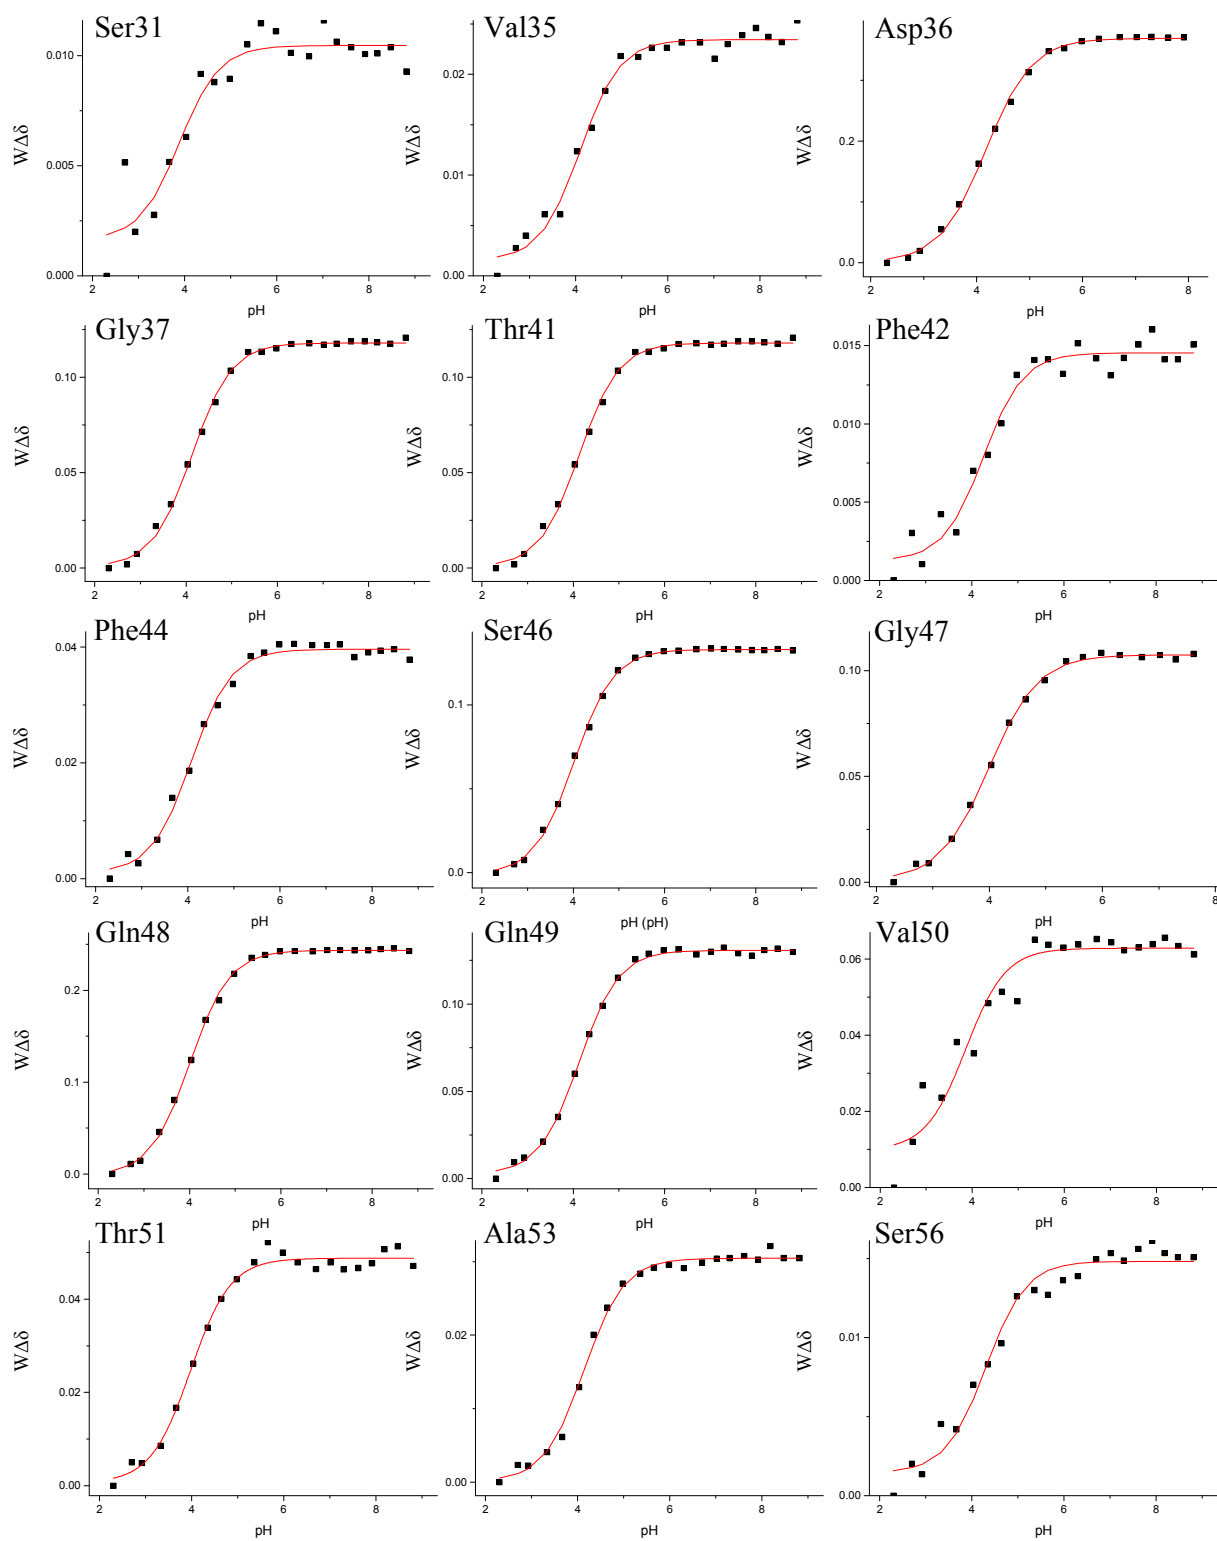 Ser31 Val35 Asp36
WΔδ 0.010 0.005 0.000
2 4 6 8
pH
WΔδ 0.02 0.01 0.00
2 4 6 8
pH
WΔδ 0.2 0.0
2 4 6 8
pH
Gly37 Thr41 Phe42
WΔδ 0.10 0.05 0.00
2 4 6 8
pH
WΔδ 0.10 0.05 0.00
2 4 6 8
pH
WΔδ 0.015 0.010 0.005 0.000
2 4 6 8
pH
Phe44 Ser46 Gly47
WΔδ 0.04 0.02 0.00
2 4 6 8
pH
WΔδ 0.1 0.0
2 4 6 8
pH (pH)
WΔδ 0.10 0.05 0.00
2 4 6 8
pH
Gln48 Gln49 Val50
WΔδ 0.2 0.1 0.0
2 4 6 8
pH
WΔδ 0.10 0.05 0.00
2 4 6 8
pH
WΔδ 0.06 0.04 0.02 0.00
2 4 6 8
pH
Thr51 Ala53 Ser56
WΔδ 0.04 0.02 0.00
2 4 6 8
pH
WΔδ 0.02 0.00
2 4 6 8
pH
WΔδ 0.01 0.00
2 4 6 8
pH